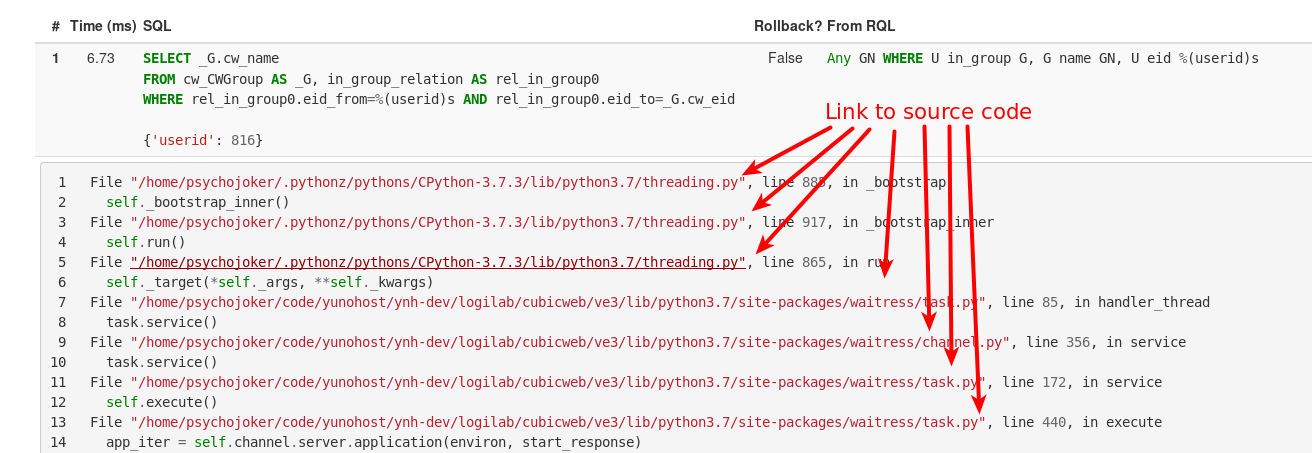 # Time (ms) SQL Rollback? From RQL
1 6.73 SELECT _G.cw_name False Any GN WHERE U in_group G, G name GN, U eid %(userid)s
FROM cw_CWGroup AS _G, in_group_relation AS rel_in_group0
WHERE rel_in_group0.eid_from=%(userid)s AND rel_in_group0.eid_to=_G.cw_eid
Link to source code
{'userid': 816}
1 File "/home/psychojoker/.pythonz/pythons/CPython-3.7.3/lib/python3.7/threading.py", line 885, in _bootstrap
2 self._bootstrap_inner()
3 File "/home/psychojoker/.pythonz/pythons/CPython-3.7.3/lib/python3.7/threading.py", line 917, in _bootstrap_inner
4 self.run()
5 File "/home/psychojoker/.pythonz/pythons/CPython-3.7.3/lib/python3.7/threading.py", line 865, in run
6 self._target(*self._args, **self._kwargs)
7 File "/home/psychojoker/code/yunohost/ynh-dev/logilab/cubicweb/ve3/lib/python3.7/site-packages/waitress/task.py", line 85, in handler_thread
8 task.service()
9 File "/home/psychojoker/code/yunohost/ynh-dev/logilab/cubicweb/ve3/lib/python3.7/site-packages/waitress/channel.py", line 356, in service
10 task.service()
11 File "/home/psychojoker/code/yunohost/ynh-dev/logilab/cubicweb/ve3/lib/python3.7/site-packages/waitress/task.py", line 172, in service
12 self.execute()
13 File "/home/psychojoker/code/yunohost/ynh-dev/logilab/cubicweb/ve3/lib/python3.7/site-packages/waitress/task.py", line 440, in execute
14 app_iter = self.channel.server.application(environ, start_response)